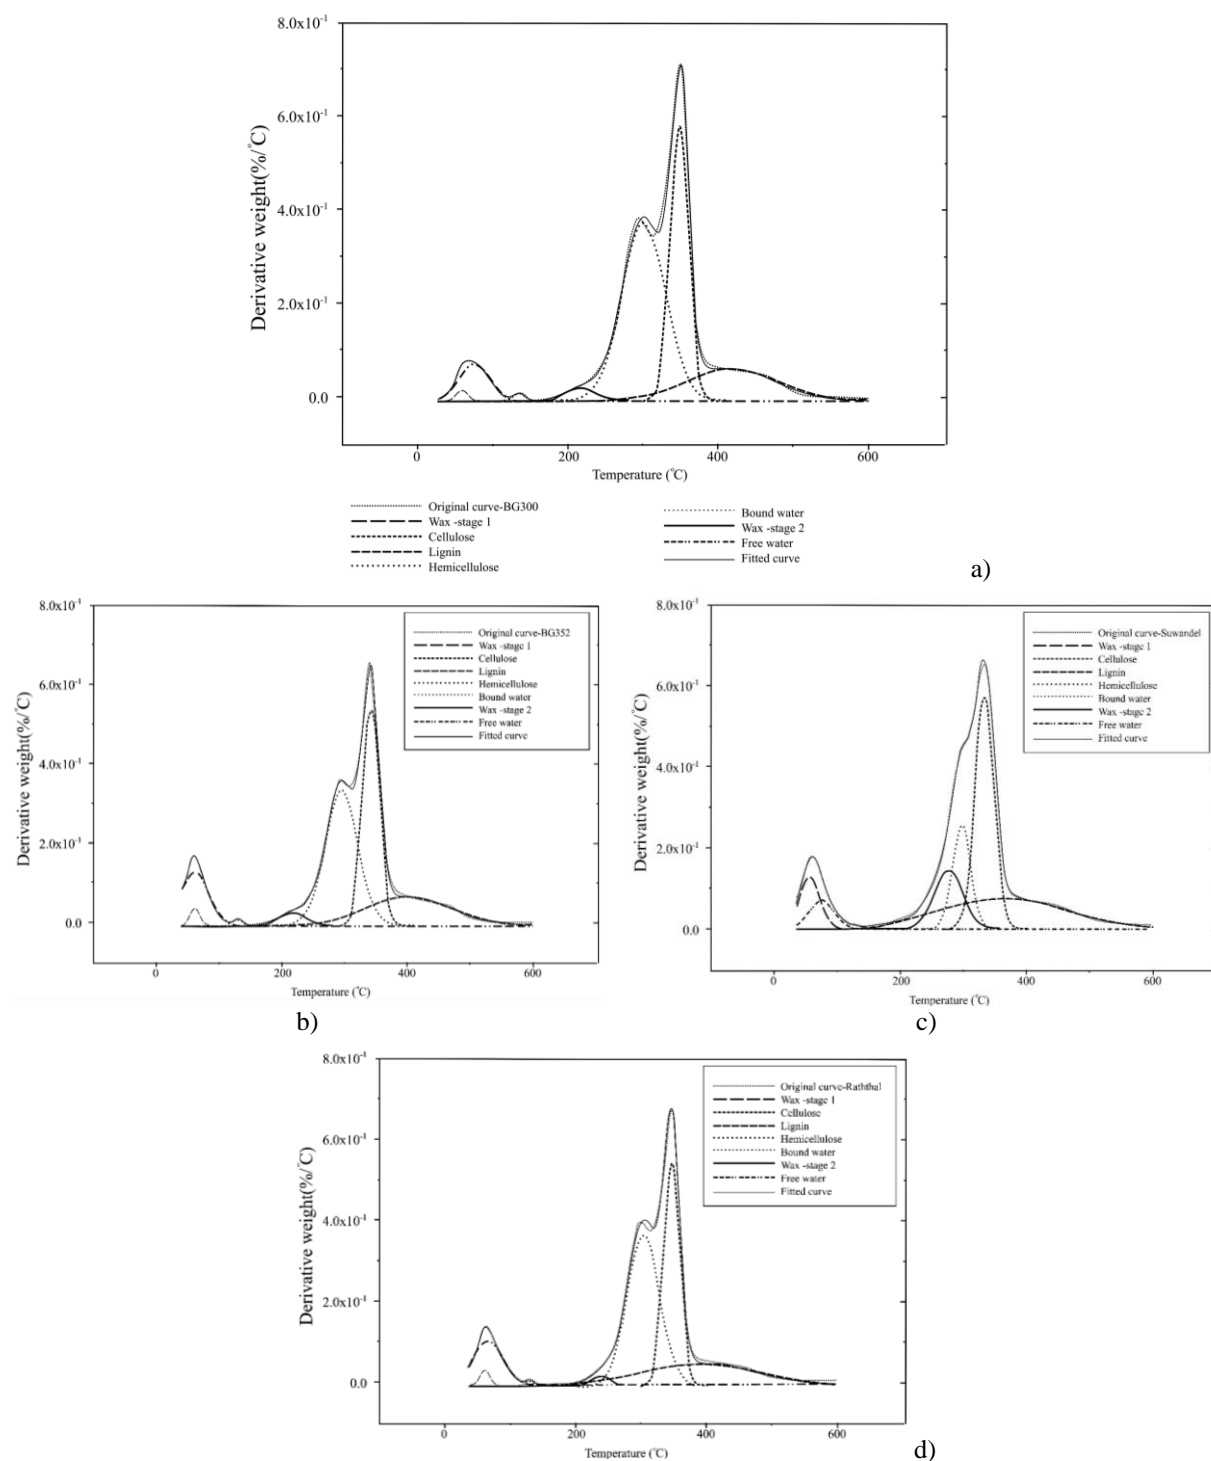 8.0x10⁻¹
6.0x10⁻¹
4.0x10⁻¹
2.0x10⁻¹
0.0
Derivative weight(%/°C)
0
200
400
600
Temperature (°C)
Original curve-BG300
Wax -stage 1
Cellulose
Lignin
Hemicellulose
Bound water
Wax -stage 2
Free water
Fitted curve
a)
8.0x10⁻¹
6.0x10⁻¹
4.0x10⁻¹
2.0x10⁻¹
0.0
Derivative weight(%/°C)
Original curve-BG352
Wax -stage 1
Cellulose
Lignin
Hemicellulose
Bound water
Wax -stage 2
Free water
Fitted curve
0
200
400
600
Temperature (°C)
b)
8.0x10⁻¹
6.0x10⁻¹
4.0x10⁻¹
2.0x10⁻¹
0.0
Derivative weight(%/°C)
Original curve-Suwandel
Wax -stage 1
Cellulose
Lignin
Hemicellulose
Bound water
Wax -stage 2
Free water
Fitted curve
0
200
400
600
Temperature (°C)
c)
8.0x10⁻¹
6.0x10⁻¹
4.0x10⁻¹
2.0x10⁻¹
0.0
Derivative weight(%/°C)
Original curve-Raththal
Wax -stage 1
Cellulose
Lignin
Hemicellulose
Bound water
Wax -stage 2
Free water
Fitted curve
0
200
400
600
Temperature (°C)
d)